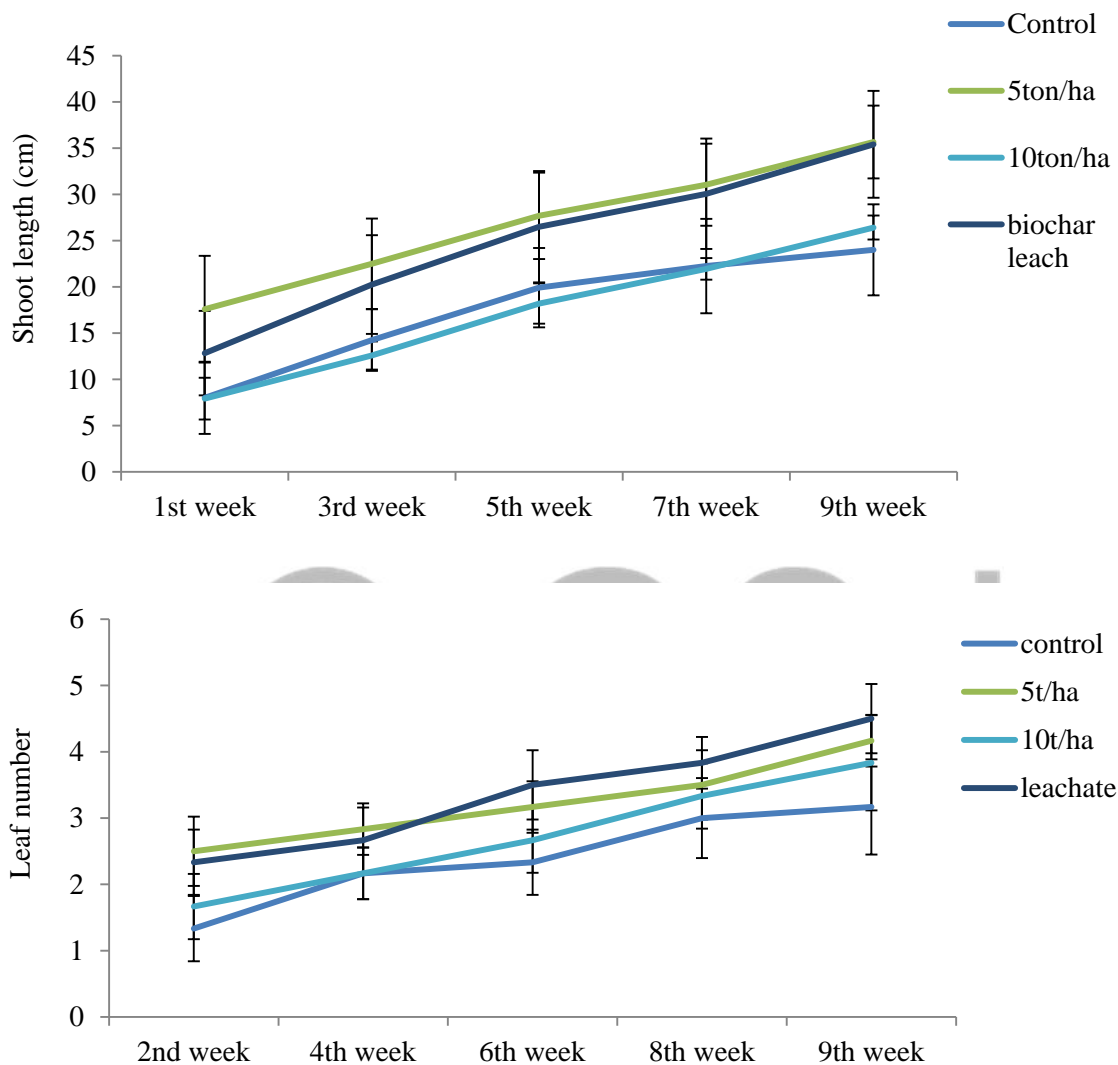 Control
5ton/ha
10ton/ha
biochar
leach
Shoot length (cm)
45
40
35
30
25
20
15
10
5
0
1st week 3rd week 5th week 7th week 9th week
control
5t/ha
10t/ha
leachate
Leaf number
6
5
4
3
2
1
0
2nd week 4th week 6th week 8th week 9th week